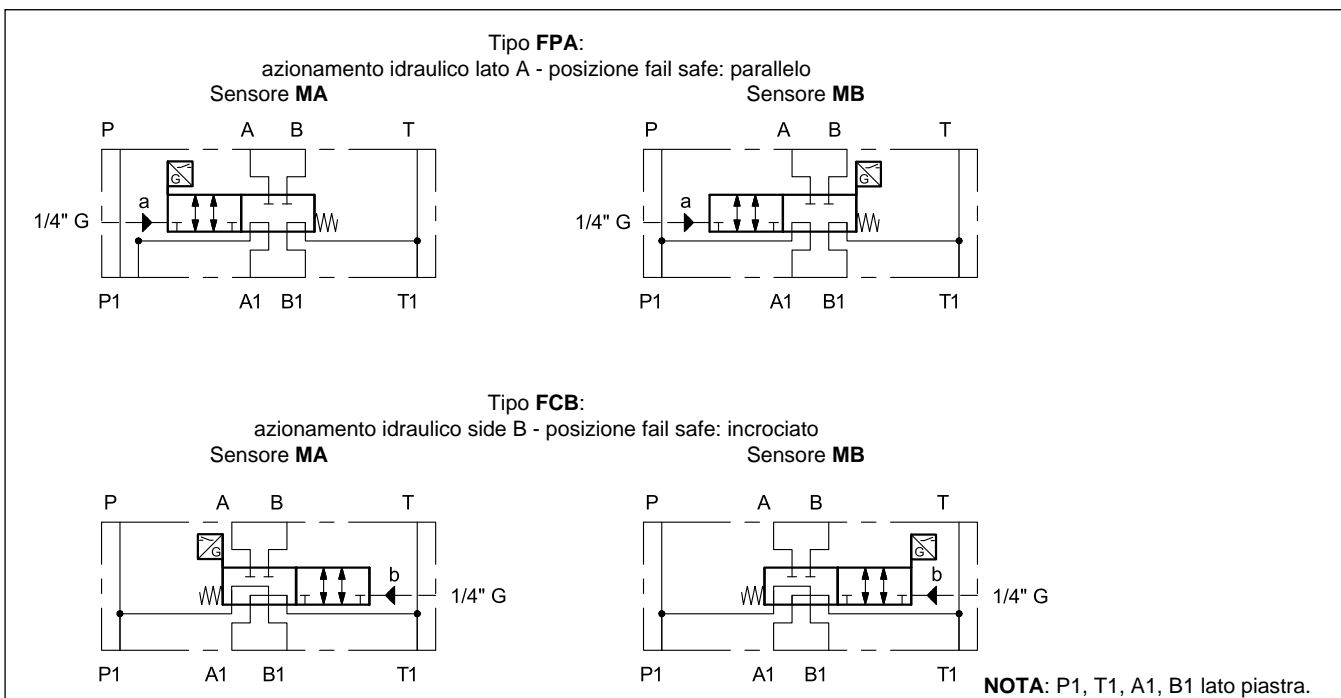 Tipo FPA:
azionamento idraulico lato A - posizione fail safe: parallelo
Sensore MA Sensore MB
P A B T P A B T
G G
a a
1/4" G 1/4" G
P1 A1 B1 T1 P1 A1 B1 T1
Tipo FCB:
azionamento idraulico side B - posizione fail safe: incrociato
Sensore MA Sensore MB
P A B T P A B T
G G
b b
1/4" G 1/4" G
P1 A1 B1 T1 P1 A1 B1 T1
NOTA: P1, T1, A1, B1 lato piastra.